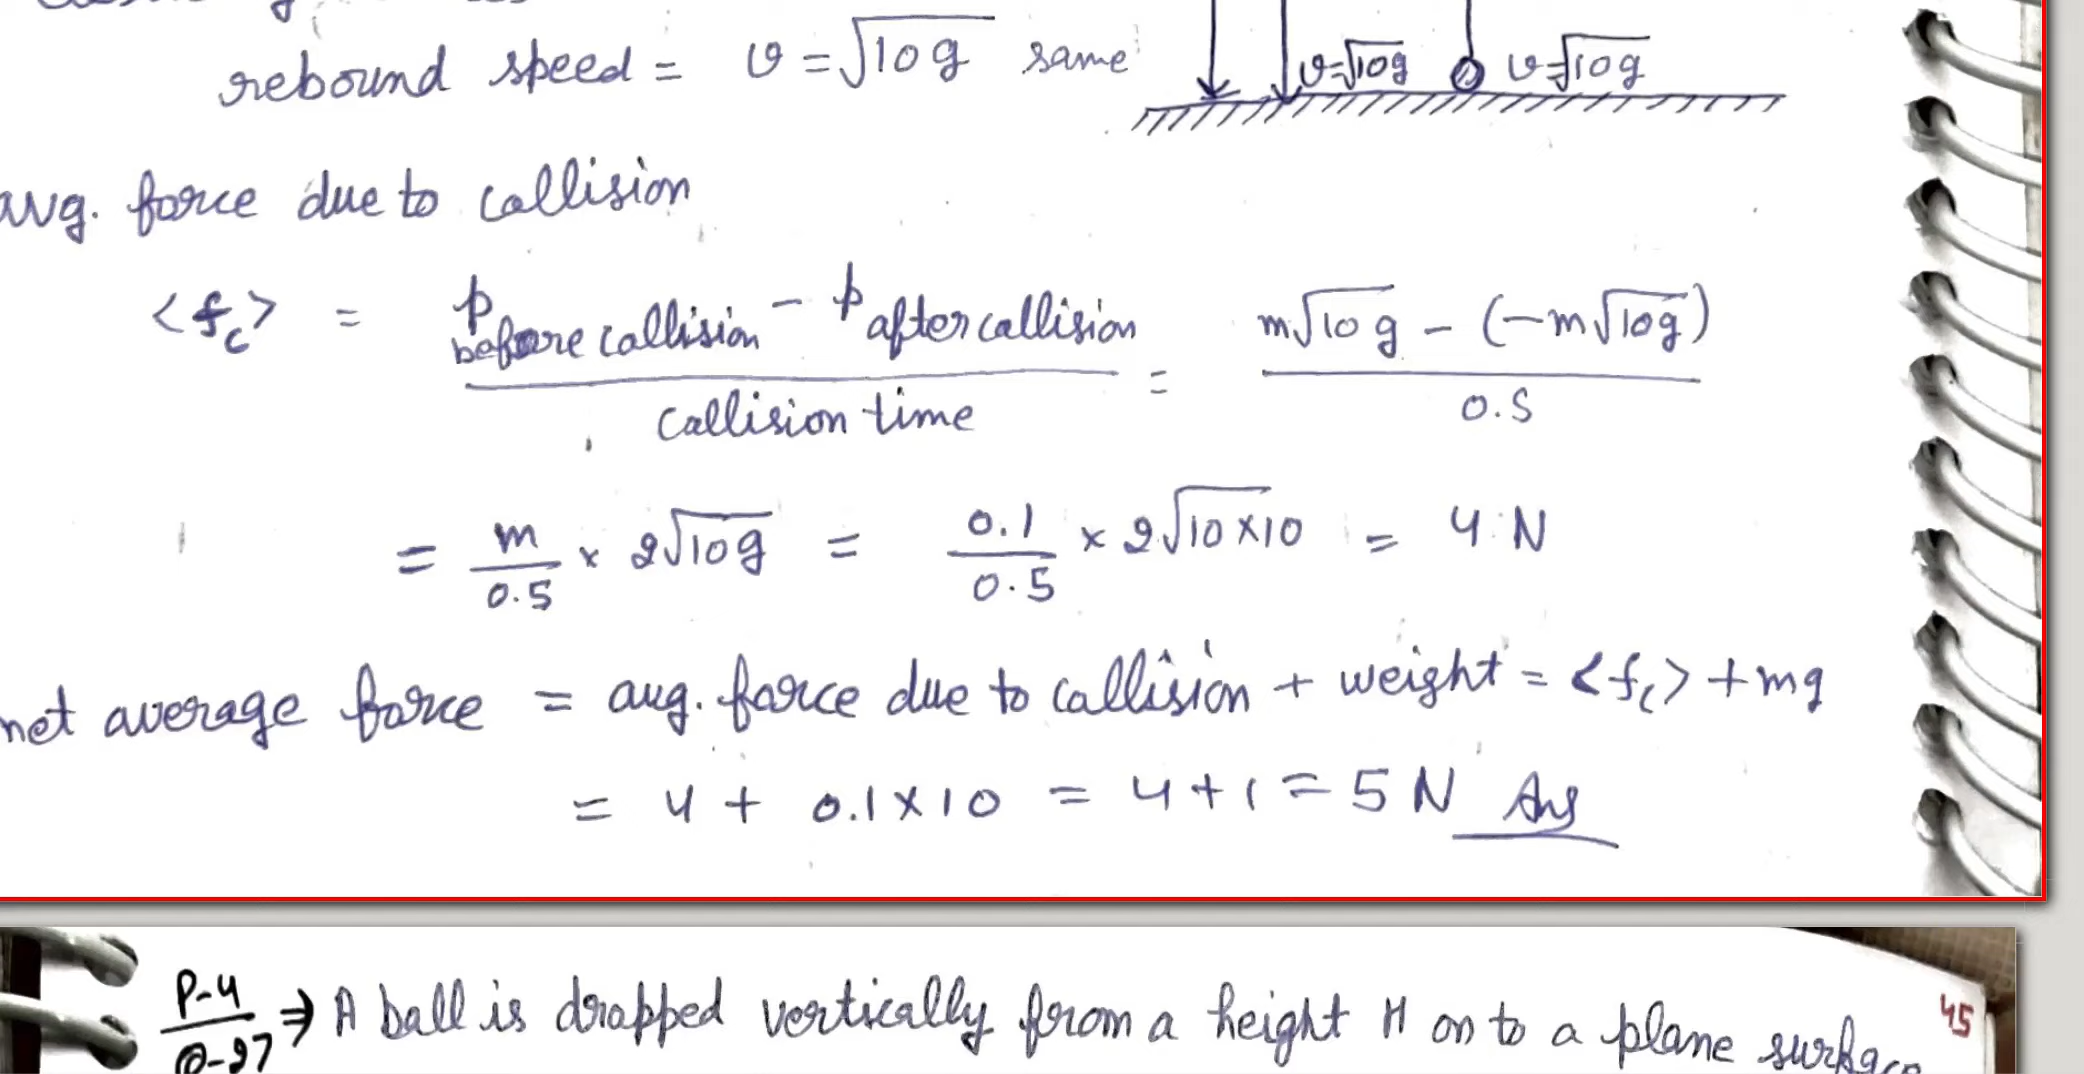 rebound speed = v = √10g same
v=√10g v=√10g
avg. force due to collision
<f_c> = (p before collision − p after collision) / collision time = (m√10g − (−m√10g)) / 0.5
= m/0.5 × 2√10g = 0.1/0.5 × 2√10×10 = 4 N
net average force = avg. force due to collision + weight = <f_c> + mg
= 4 + 0.1×10 = 4+1 = 5 N Ans
45
P-4/Q-27 ⇒ A ball is dropped vertically from a height H on to a plane surface